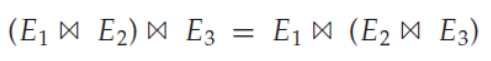 (E₁ ⋈ E₂) ⋈ E₃ = E₁ ⋈ (E₂ ⋈ E₃)